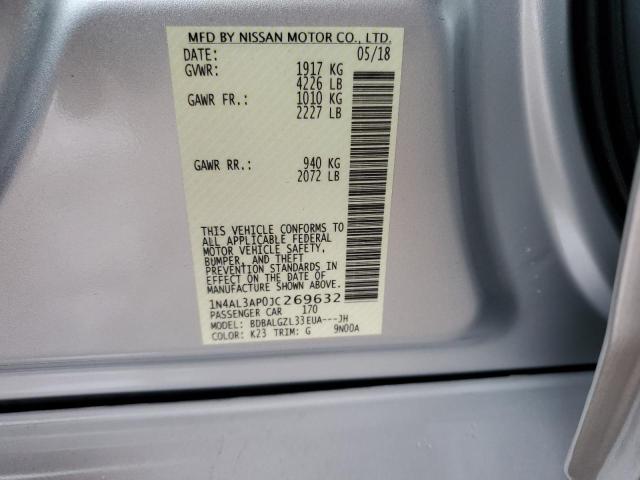 MFD BY NISSAN MOTOR CO., LTD.
DATE: 05/18
GVWR: 1917 KG
4226 LB
GAWR FR.: 1010 KG
2227 LB
GAWR RR.: 940 KG
2072 LB
THIS VEHICLE CONFORMS TO
ALL APPLICABLE FEDERAL
MOTOR VEHICLE SAFETY,
BUMPER, AND THEFT
PREVENTION STANDARDS IN
EFFECT ON THE DATE OF
MANUFACTURE SHOWN ABOVE.
1N4AL3AP0JC269632
PASSENGER CAR 170
MODEL: BDBALGZL33EUA---JH
COLOR: K23 TRIM: G 9N00A